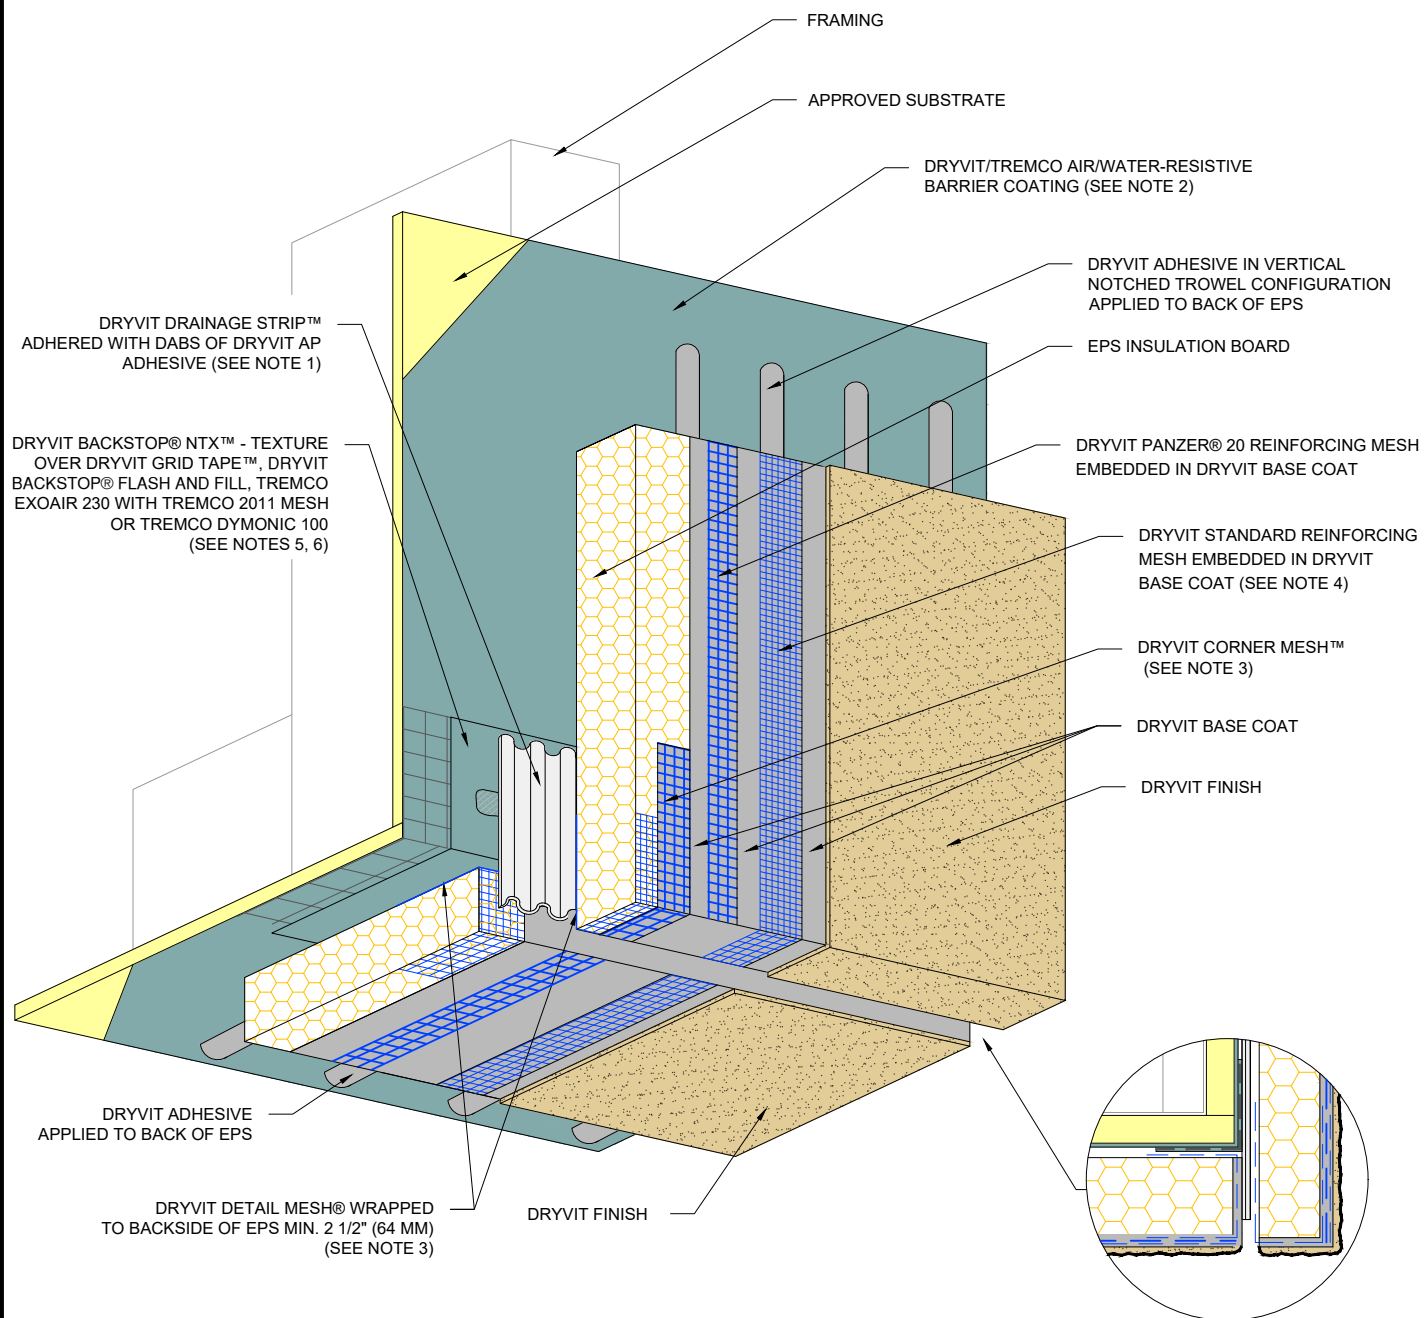 FRAMING
APPROVED SUBSTRATE
DRYVIT/TREMCO AIR/WATER-RESISTIVE
BARRIER COATING (SEE NOTE 2)
DRYVIT ADHESIVE IN VERTICAL
NOTCHED TROWEL CONFIGURATION
APPLIED TO BACK OF EPS
EPS INSULATION BOARD
DRYVIT DRAINAGE STRIP™
ADHERED WITH DABS OF DRYVIT AP
ADHESIVE (SEE NOTE 1)
DRYVIT BACKSTOP® NTX™ - TEXTURE
OVER DRYVIT GRID TAPE™, DRYVIT
BACKSTOP® FLASH AND FILL, TREMCO
EXOAIR 230 WITH TREMCO 2011 MESH
OR TREMCO DYMONIC 100
(SEE NOTES 5, 6)
DRYVIT PANZER® 20 REINFORCING MESH
EMBEDDED IN DRYVIT BASE COAT
DRYVIT STANDARD REINFORCING
MESH EMBEDDED IN DRYVIT
BASE COAT (SEE NOTE 4)
DRYVIT CORNER MESH™
(SEE NOTE 3)
DRYVIT BASE COAT
DRYVIT FINISH
DRYVIT ADHESIVE
APPLIED TO BACK OF EPS
DRYVIT DETAIL MESH® WRAPPED
TO BACKSIDE OF EPS MIN. 2 1/2" (64 MM)
(SEE NOTE 3)
DRYVIT FINISH